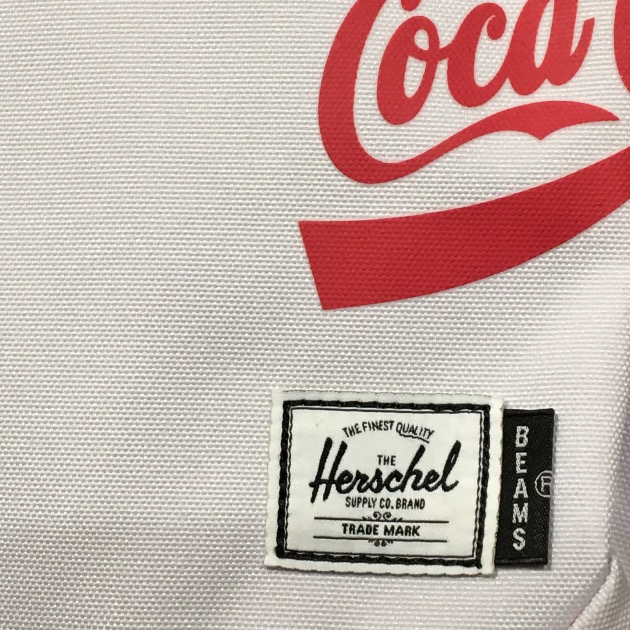 Coca
THE FINEST QUALITY
THE
Herschel
SUPPLY CO. BRAND
TRADE MARK
BEAMS
®